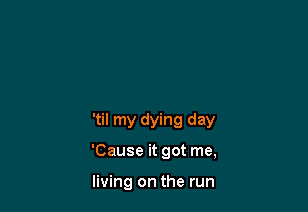 'til my dying day
'Cause it got me,
living on the run